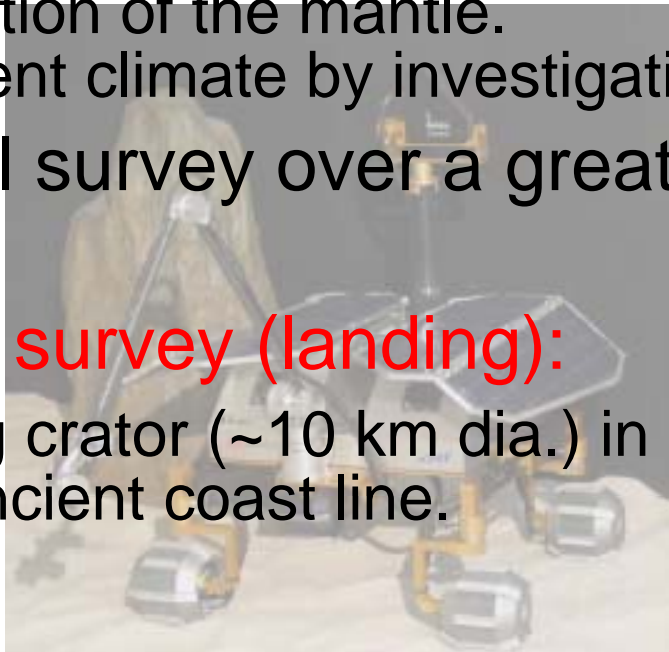 tion of the mantle.
ent climate by investigati
l survey over a great
survey (landing):
g crator (~10 km dia.) in
ncient coast line.